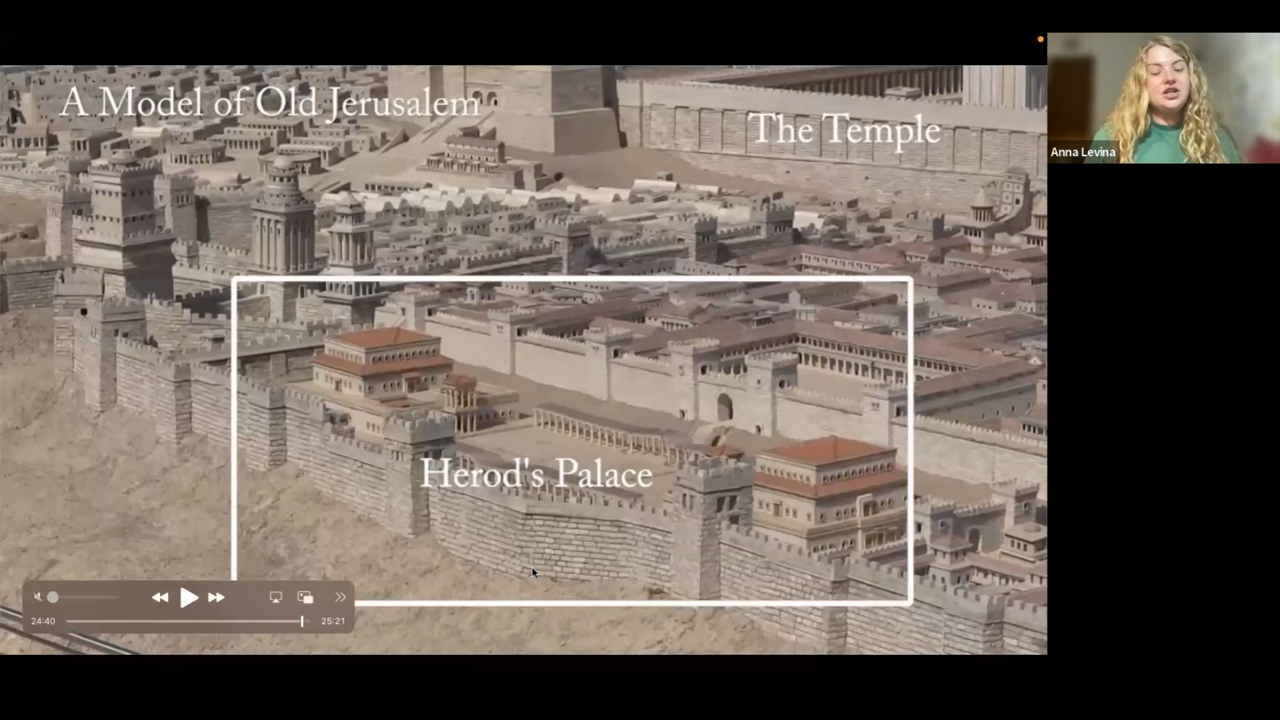 A Model of Old Jerusalem
The Temple
Anna Levina
Herod's Palace
24:40
25:21